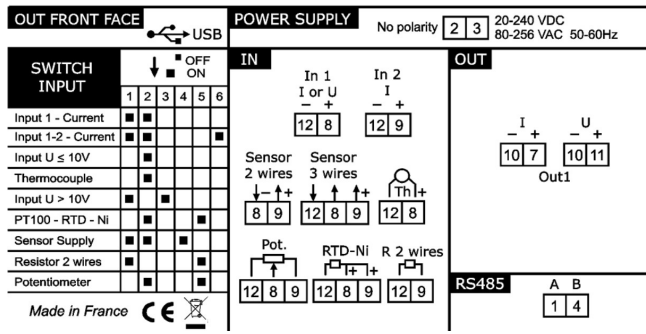 OUT FRONT FACE
USB
POWER SUPPLY
No polarity 2 3 20-240 VDC
80-256 VAC 50-60Hz
SWITCH
INPUT
OFF
ON
1 2 3 4 5 6
Input 1 - Current
Input 1-2 - Current
Input U ≤ 10V
Thermocouple
Input U > 10V
PT100 - RTD - Ni
Sensor Supply
Resistor 2 wires
Potentiometer
Made in France CE
IN
In 1
I or U
- +
12 8
In 2
I
- +
12 9
Sensor
2 wires
- +
8 9
Sensor
3 wires
+
12 8 9
Th +
12 8
Pot.
12 8 9
RTD-Ni
+ +
12 8 9
R 2 wires
12 9
OUT
I
- +
10 7
U
- +
10 11
Out1
RS485
A B
1 4